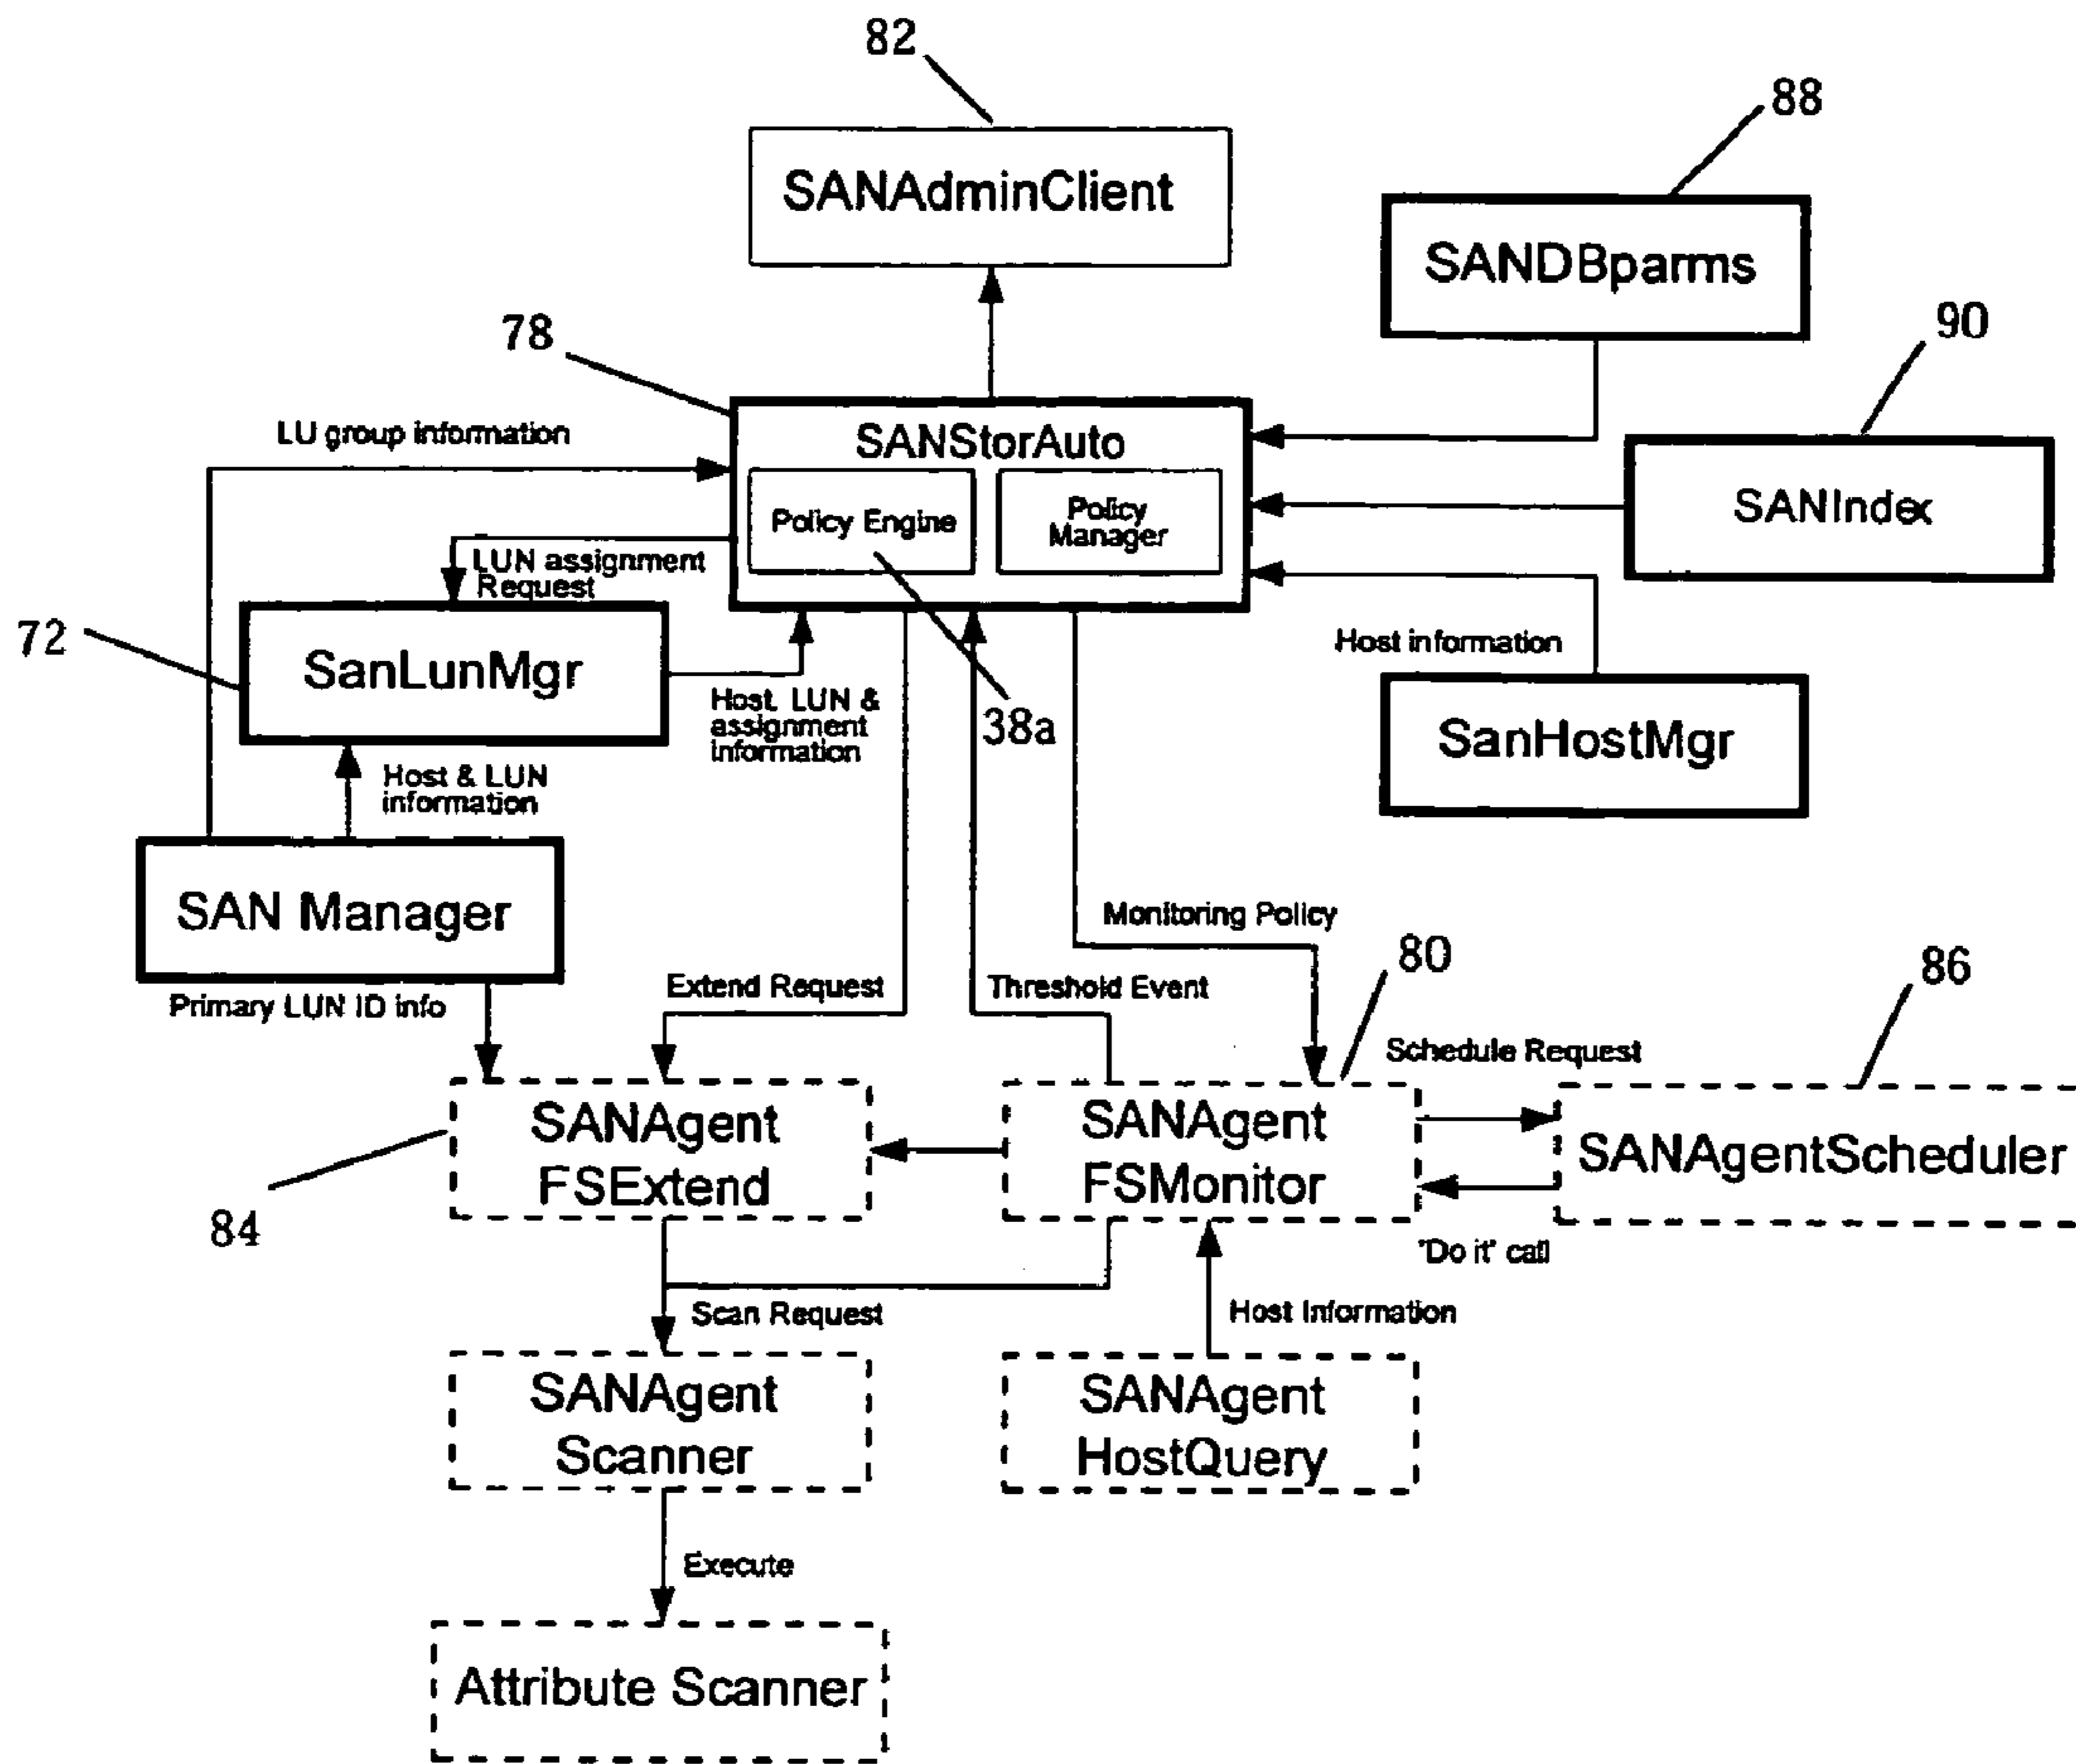 82
88
SANAdminClient
SANDBparms
78
90
LU group information
SANStorAuto
Policy Engine
Policy
Manager
SANIndex
LUN assignment
Request
72
SanLunMgr
Host information
Host. LUN &
assignment
information
38a
SanHostMgr
Host & LUN
information
SAN Manager
Monitoring Policy
80
86
Primary LUN ID info
Extend Request
Threshold Event
Schedule Request
SANAgent
FSExtend
SANAgent
FSMonitor
SANAgentScheduler
84
'Do it' call
Scan Request
Host Information
SANAgent
Scanner
SANAgent
HostQuery
Execute
Attribute Scanner